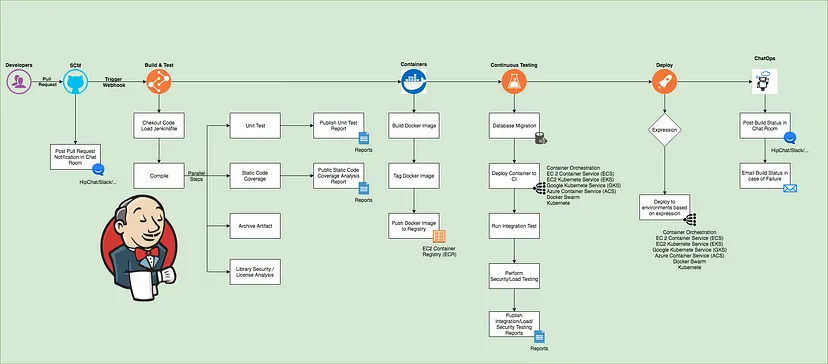 Developers
SCM
Build & Test
Containers
Continuous Testing
Deploy
ChatOps
Pull
Request
Trigger
Webhook
Post Pull Request
Notification in Chat
Room
HipChat/Slack/...
Chekout Code
Load Jenkinsfile
Compile
Parallel
Steps
Unit Test
Publish Unit Test
Report
Reports
Static Code
Coverage
Public Static Code
Coverage Analysis
Report
Reports
Archive Artifact
Library Security /
License Analysis
Build Docker Image
Tag Docker Image
Push Docker Image
to Registry
EC2 Container
Registry (ECR)
Database Migration
Deploy Container to
CI
Container Orchestration
EC 2 Container Service (ECS)
EC2 Kubernetes Service (EKS)
Google Kubernetes Service (GKS)
Azure Container Service (ACS)
Docker Swarm
Kubernetes
Run Integration Test
Perform
Security/Load Testing
Publish
Integration/Load/
Security Testing
Reports
Reports
Expression
Deploy to
environments based
on expression
Container Orchestration
EC 2 Container Service (ECS)
EC2 Kubernetes Service (EKS)
Google Kubernetes Service (GKS)
Azure Container Service (ACS)
Docker Swarm
Kubernetes
Post Build Status in
Chat Room
HipChat/Slack/...
Email Build Status in
case of Failure